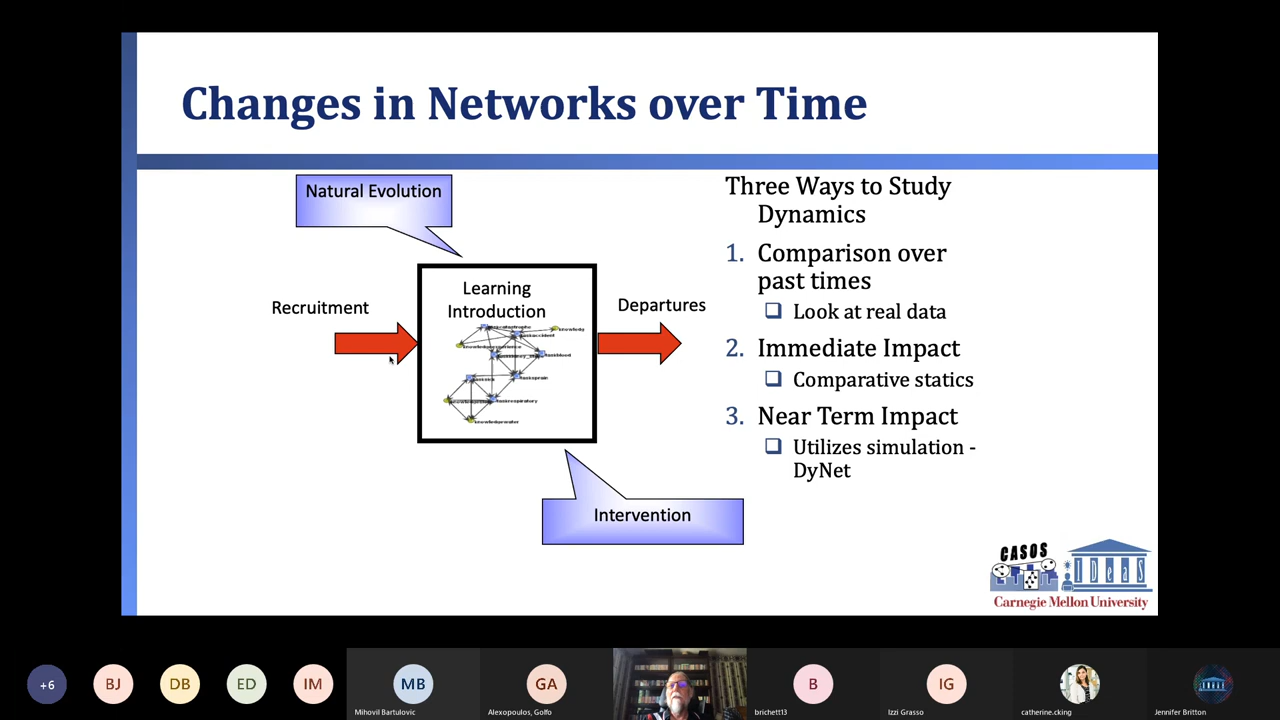 Changes in Networks over Time
Natural Evolution
Recruitment
Learning
Introduction
Departures
Intervention
Three Ways to Study
Dynamics
1. Comparison over
past times
Look at real data
2. Immediate Impact
Comparative statics
3. Near Term Impact
Utilizes simulation -
DyNet
CASOS
IDeaS
Carnegie Mellon University
+6
BJ
DB
ED
IM
MB
Mihovil Bartulovic
GA
Alexopoulos, Golfo
B
brichett13
IG
Izzi Grasso
catherine.cking
Jennifer Britton